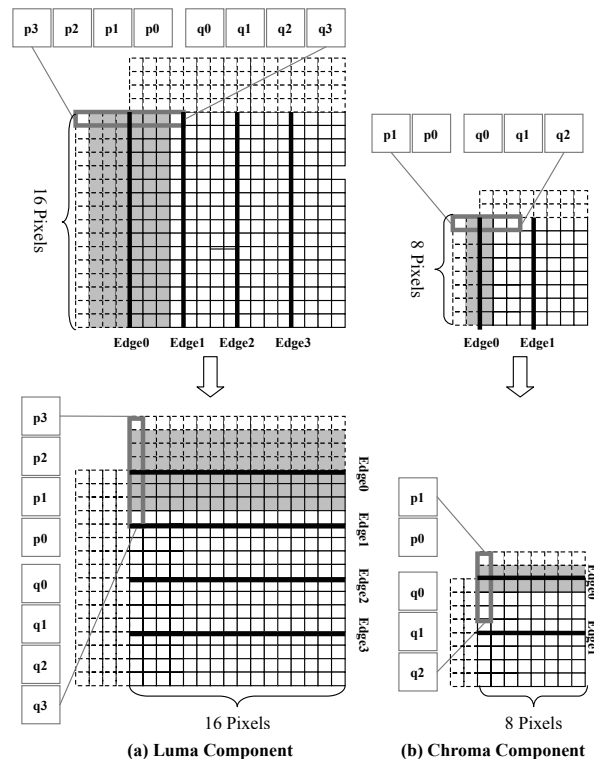 p3 p2 p1 p0 q0 q1 q2 q3
p1 p0 q0 q1 q2
16 Pixels
8 Pixels
Edge0 Edge1 Edge2 Edge3
Edge0 Edge1
p3
p2
p1
p0
q0
q1
q2
q3
Edge0
Edge1
Edge2
Edge3
p1
p0
q0
q1
q2
Edge0
Edge1
16 Pixels
8 Pixels
(a) Luma Component
(b) Chroma Component